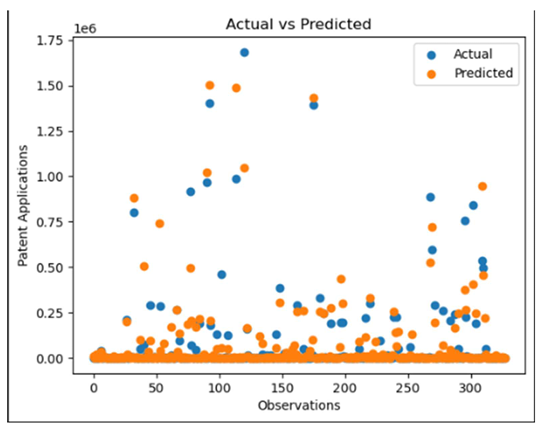 Actual vs Predicted
1e6
Actual
Predicted
1.75
1.50
1.25
1.00
0.75
0.50
0.25
0.00
Patent Applications
0 50 100 150 200 250 300
Observations